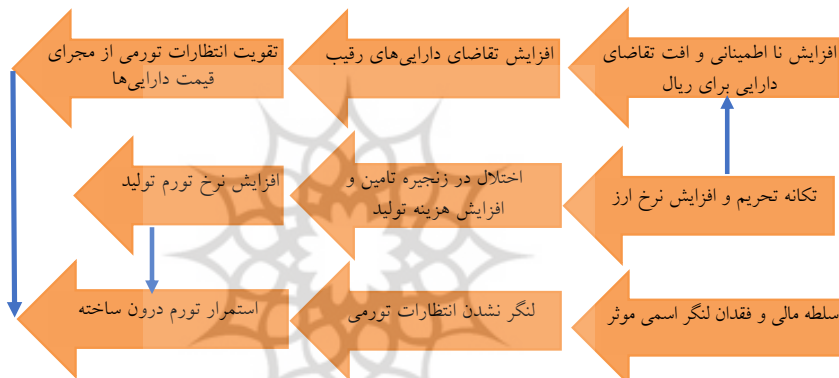 افزایش نا اطمینانی و افت تقاضای
دارایی برای ریال
افزایش تقاضای دارایی‌های رقیب
تقویت انتظارات تورمی از مجرای
قیمت دارایی‌ها
تکانه تحریم و افزایش نرخ ارز
اختلال در زنجیره تامین و
افزایش هزینه تولید
افزایش نرخ تورم تولید
سلطه مالی و فقدان لنگر اسمی موثر
لنگر نشدن انتظارات تورمی
استمرار تورم درون ساخته